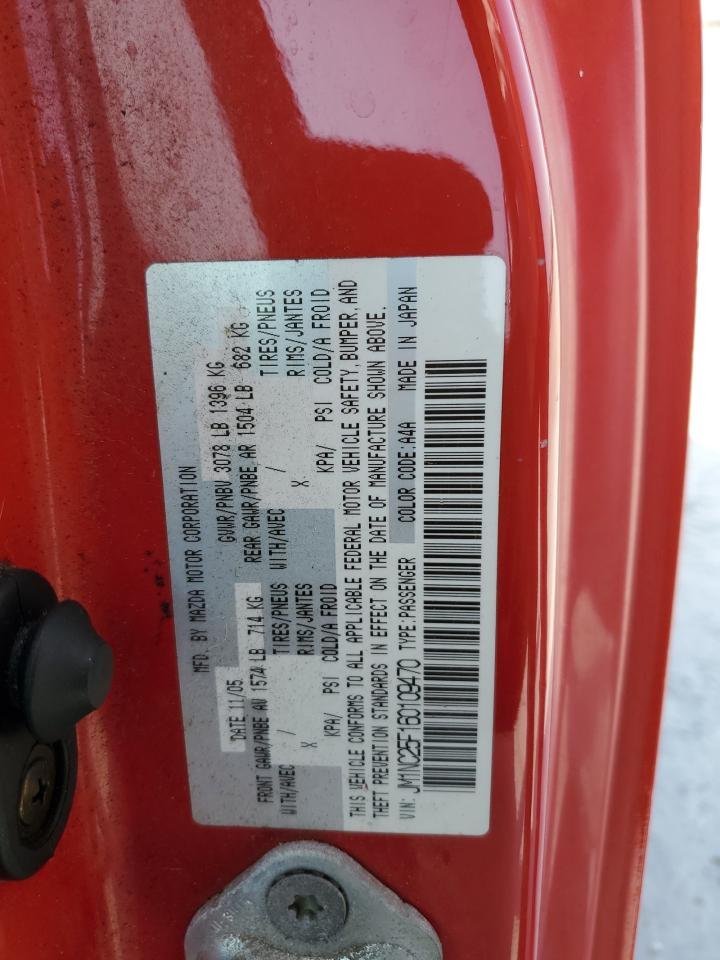 MFD. BY MAZDA MOTOR CORPORATION
DATE 11/05 GVWR/PNBV 3078 LB 1396 KG
FRONT GAWR/PNBE AV 1574 LB 714 KG REAR GAWR/PNBE AR 1504 LB 682 KG
WITH/AVEC / TIRES/PNEUS WITH/AVEC / TIRES/PNEUS
X RIMS/JANTES X. RIMS/JANTES
KPA/ PSI COLD/A FROID KPA/ PSI COLD/A FROID
THIS VEHICLE CONFORMS TO ALL APPLICABLE FEDERAL MOTOR VEHICLE SAFETY, BUMPER, AND
THEFT PREVENTION STANDARDS IN EFFECT ON THE DATE OF MANUFACTURE SHOWN ABOVE.
VIN: JM1NC25F160109470 TYPE:PASSENGER COLOR CODE:A4A MADE IN JAPAN